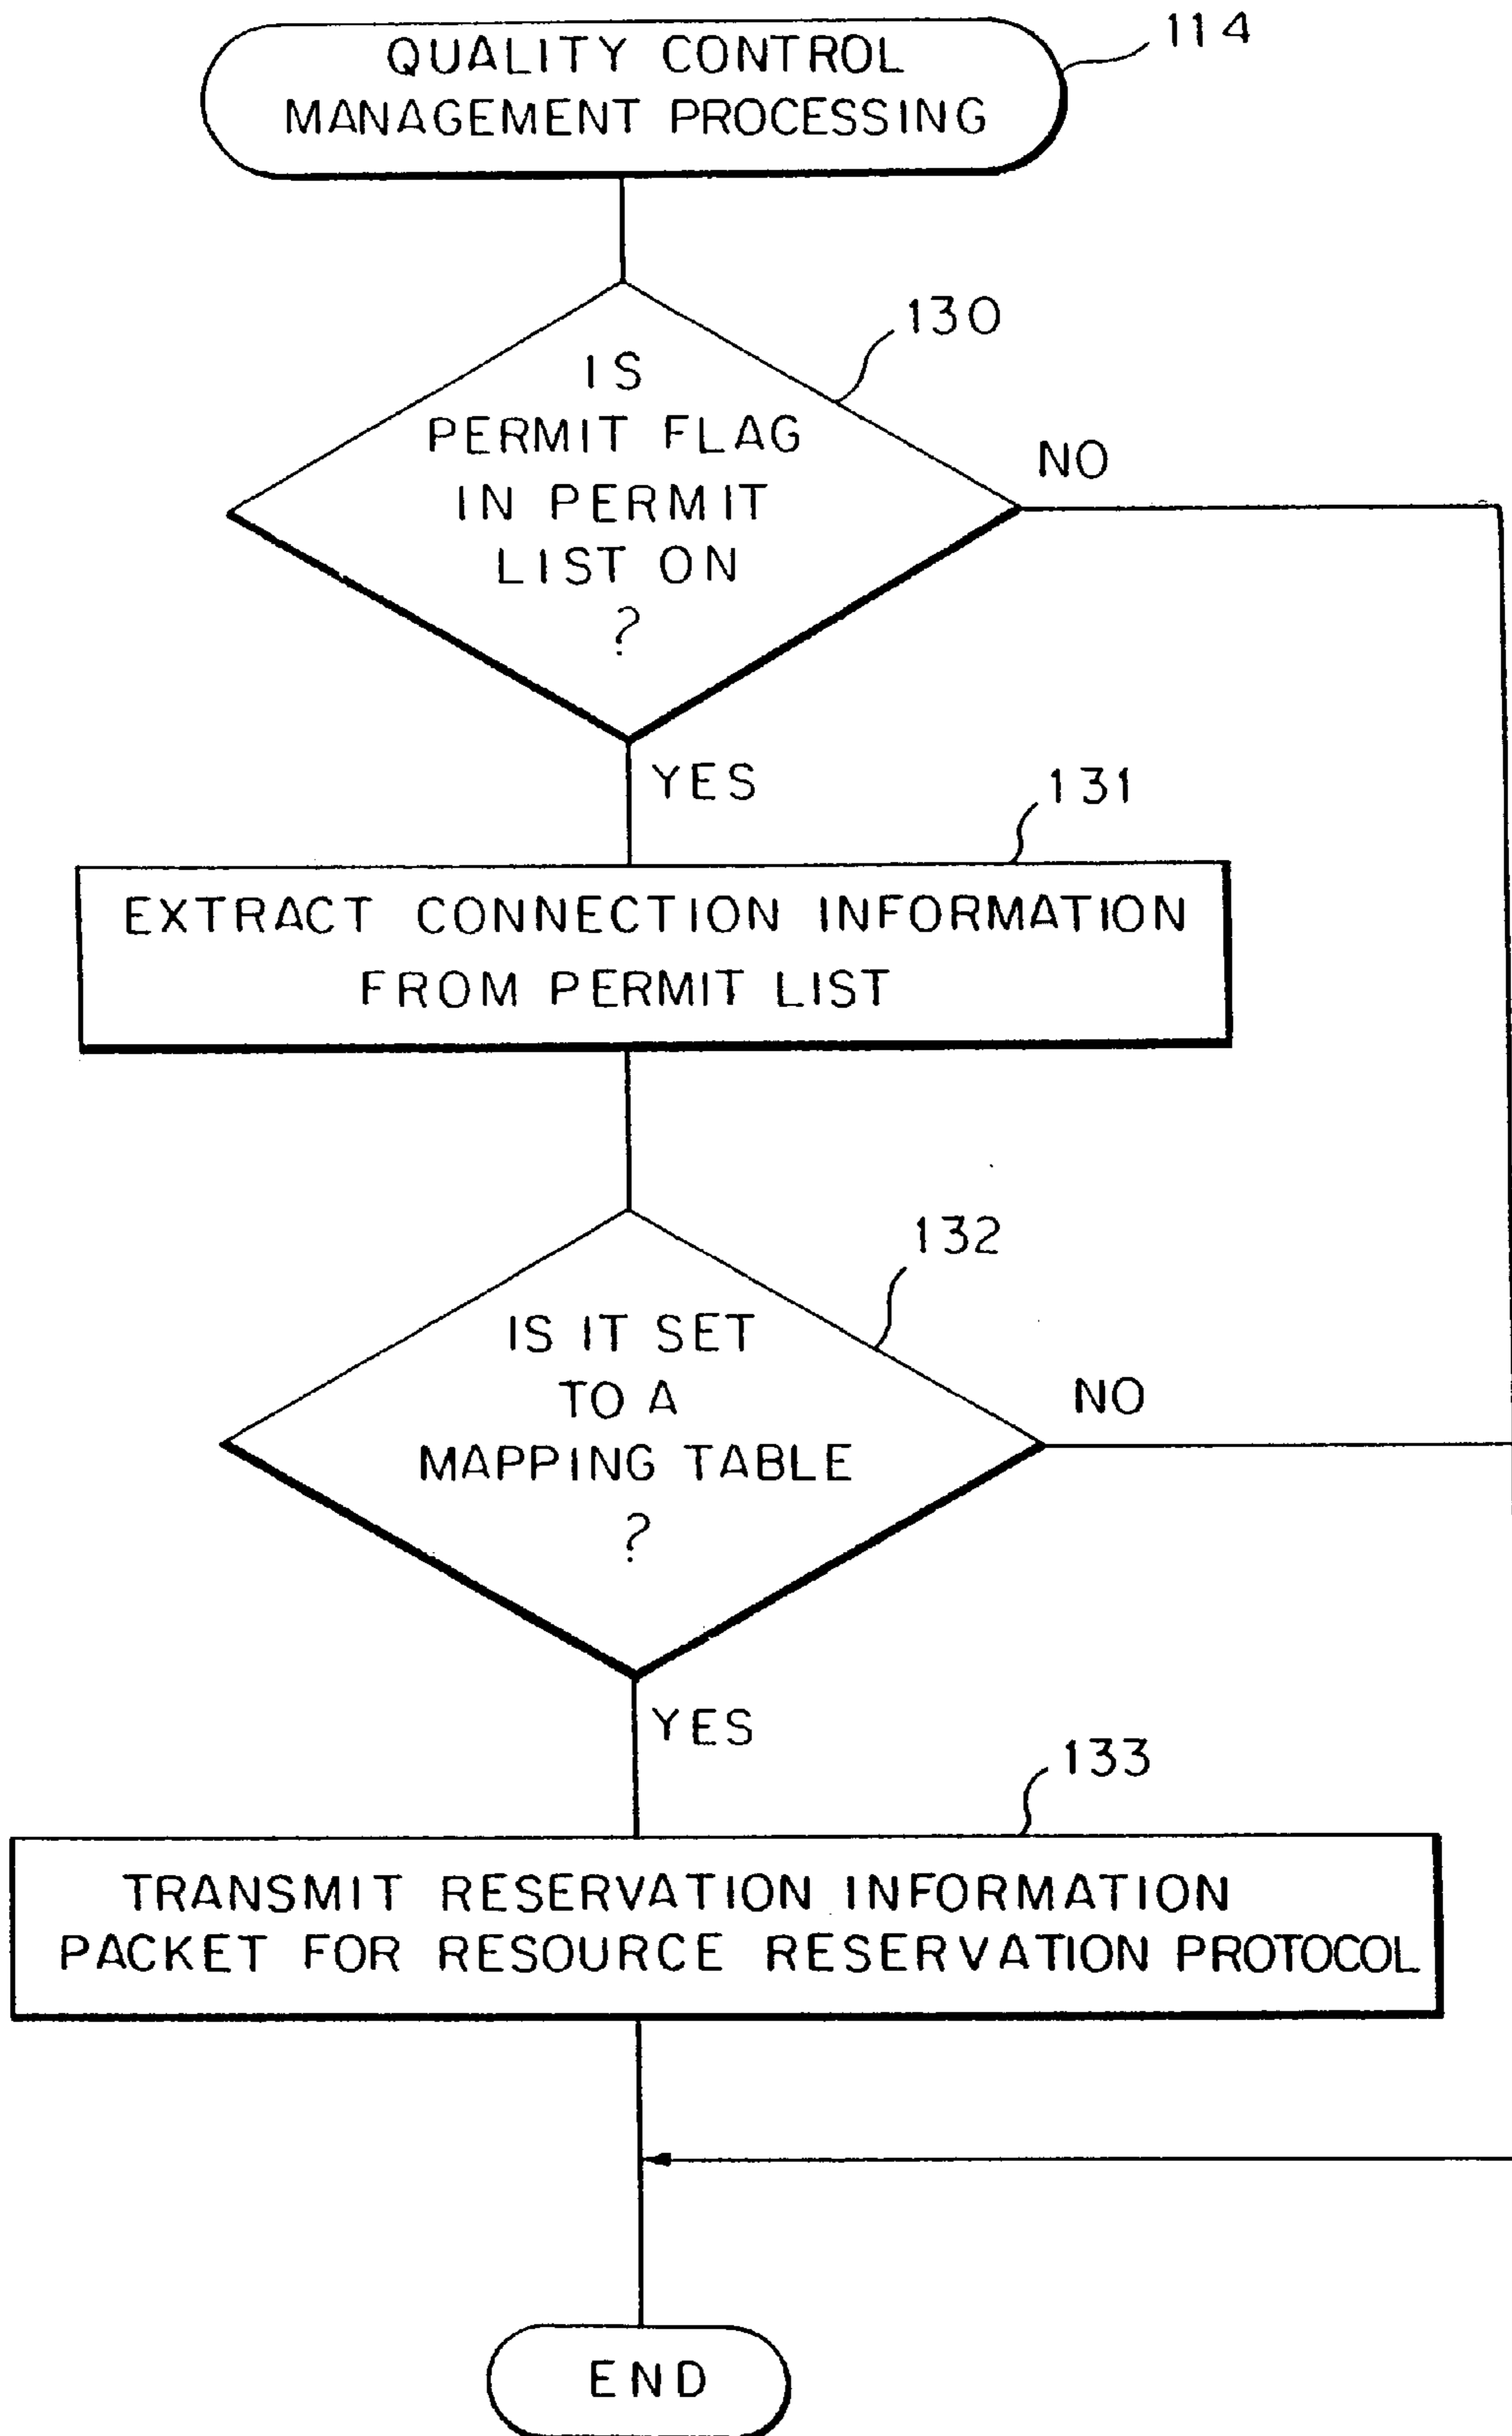 QUALITY CONTROL
MANAGEMENT PROCESSING
114
130
IS
PERMIT FLAG
IN PERMIT
LIST ON
?
NO
YES
131
EXTRACT CONNECTION INFORMATION
FROM PERMIT LIST
132
IS IT SET
TO A
MAPPING TABLE
?
NO
YES
133
TRANSMIT RESERVATION INFORMATION
PACKET FOR RESOURCE RESERVATION PROTOCOL
END